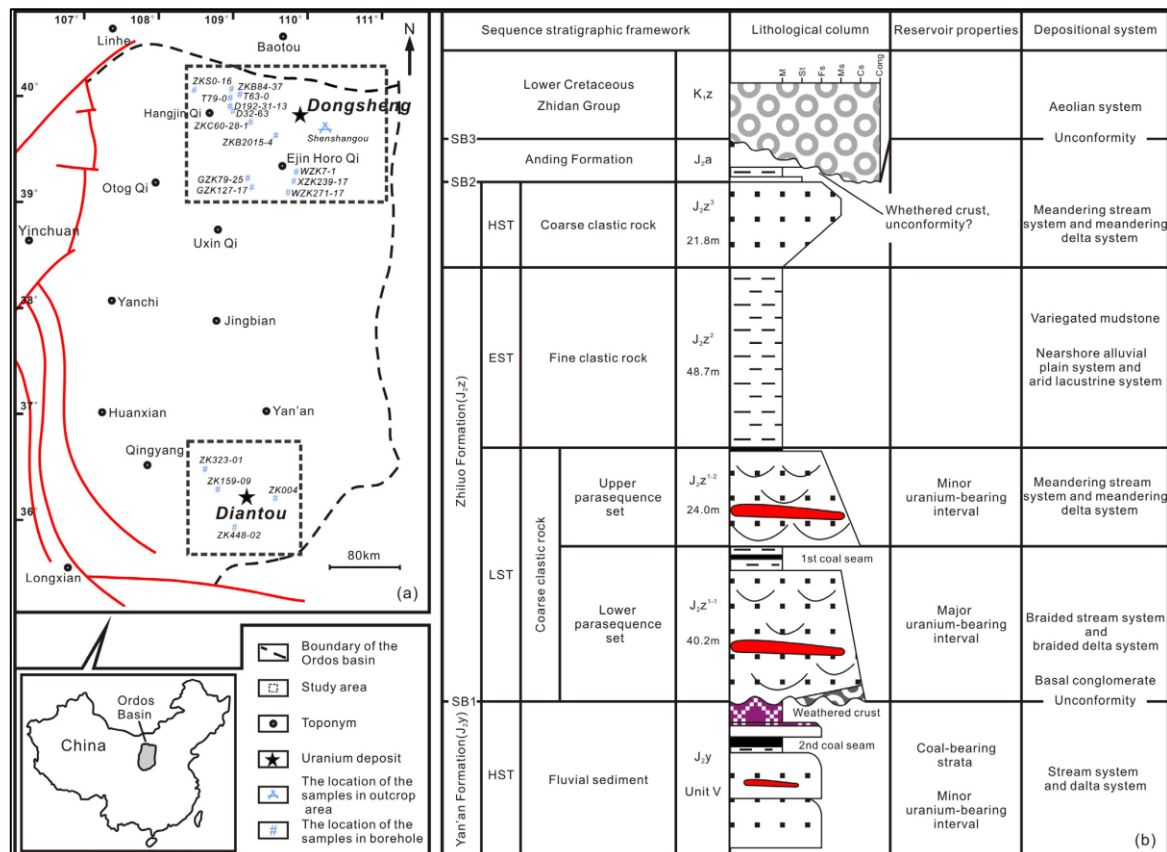 107° 108° 109° 110° 111°
Linhe
Baotou
N
40°
39°
38°
37°
36°
ZKS0-16
ZKB84-37
T79-0
T63-0
D192-31-13
Hangjin Qi
D32-63
Dongsheng
ZKC60-28-1
Shenshangou
ZKB2015-4
Ejin Horo Qi
GZK79-25
WZK7-1
XZK239-17
GZK127-17
WZK271-17
Otog Qi
Yinchuan
Uxin Qi
Yanchi
Jingbian
Huanxian
Yan'an
Qingyang
ZK323-01
ZK159-09
ZK004
Diantou
ZK448-02
80km
Longxian
(a)
Ordos
Basin
China
Boundary of the
Ordos basin
Study area
Toponym
Uranium deposit
The location of the
samples in outcrop
area
The location of the
samples in borehole
Sequence stratigraphic framework
Lithological column
Reservoir properties
Depositional system
M
St
Fs
Ms
Cs
Cong
Lower Cretaceous
Zhidan Group
K₁z
Aeolian system
SB3
Unconformity
Anding Formation
J₂a
SB2
Whethered crust,
unconformity?
Zhiluo Formation(J₂z)
HST
Coarse clastic rock
J₂z³
21.8m
Meandering stream
system and meandering
delta system
EST
Fine clastic rock
J₂z²
48.7m
Variegated mudstone
Nearshore alluvial
plain system and
arid lacustrine system
LST
Coarse clastic rock
Upper
parasequence
set
J₂z¹⁻²
24.0m
Minor
uranium-bearing
interval
Meandering stream
system and meandering
delta system
1st coal seam
Lower
parasequence
set
J₂z¹⁻¹
40.2m
Major
uranium-bearing
interval
Braided stream system
and
braided delta system
Basal conglomerate
SB1
Unconformity
Yan'an Formation(J₂y)
HST
Fluvial sediment
J₂y
Unit V
Weathered crust
2nd coal seam
Coal-bearing
strata
Minor
uranium-bearing
interval
Stream system
and dalta system
(b)